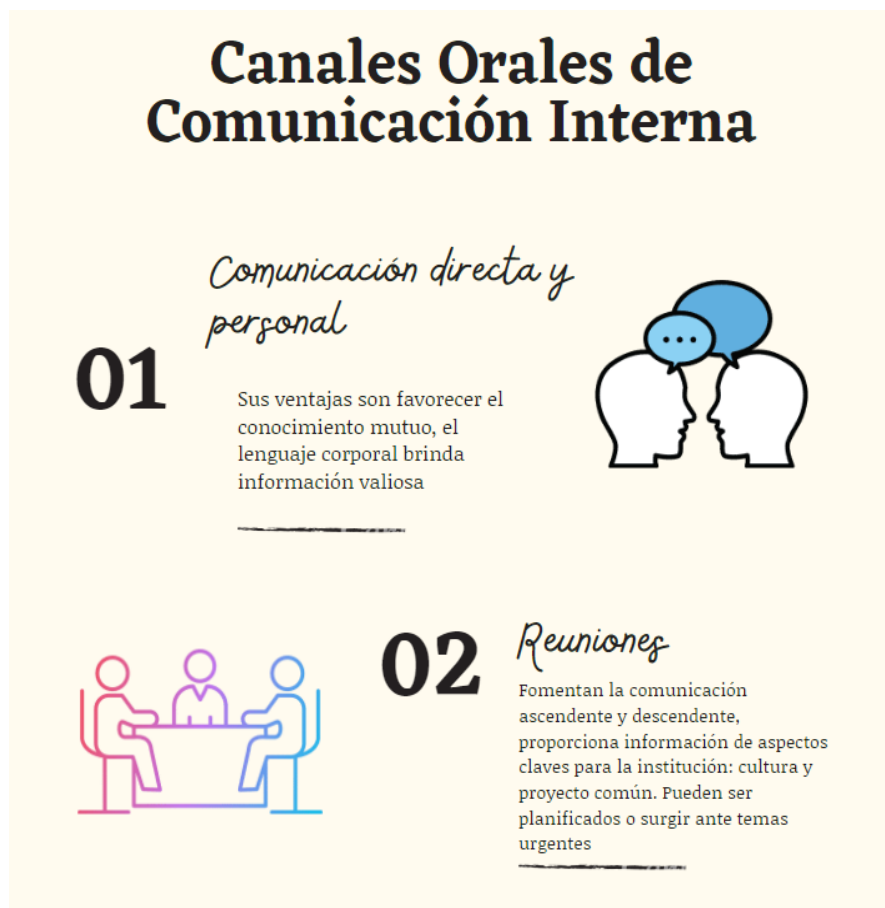 Canales Orales de
Comunicación Interna
Comunicación directa y
personal
01
Sus ventajas son favorecer el
conocimiento mutuo, el
lenguaje corporal brinda
información valiosa
02
Reuniones
Fomentan la comunicación
ascendente y descendente,
proporciona información de aspectos
claves para la institución: cultura y
proyecto común. Pueden ser
planificados o surgir ante temas
urgentes